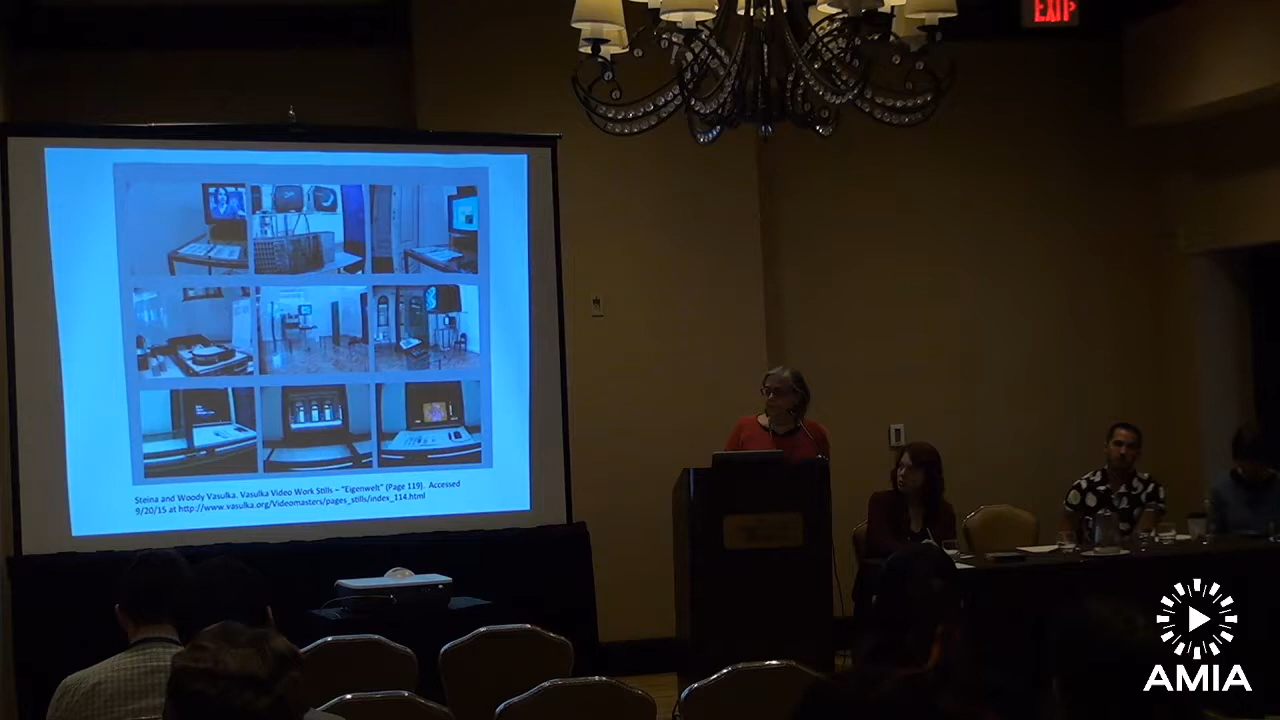 EXIT
Steina and Woody Vasulka. Vasulka Video Work Stills – "Eigenwelt" (Page 119). Accessed
9/20/15 at http://www.vasulka.org/Videomasters/pages_stills/index_114.html
AMIA